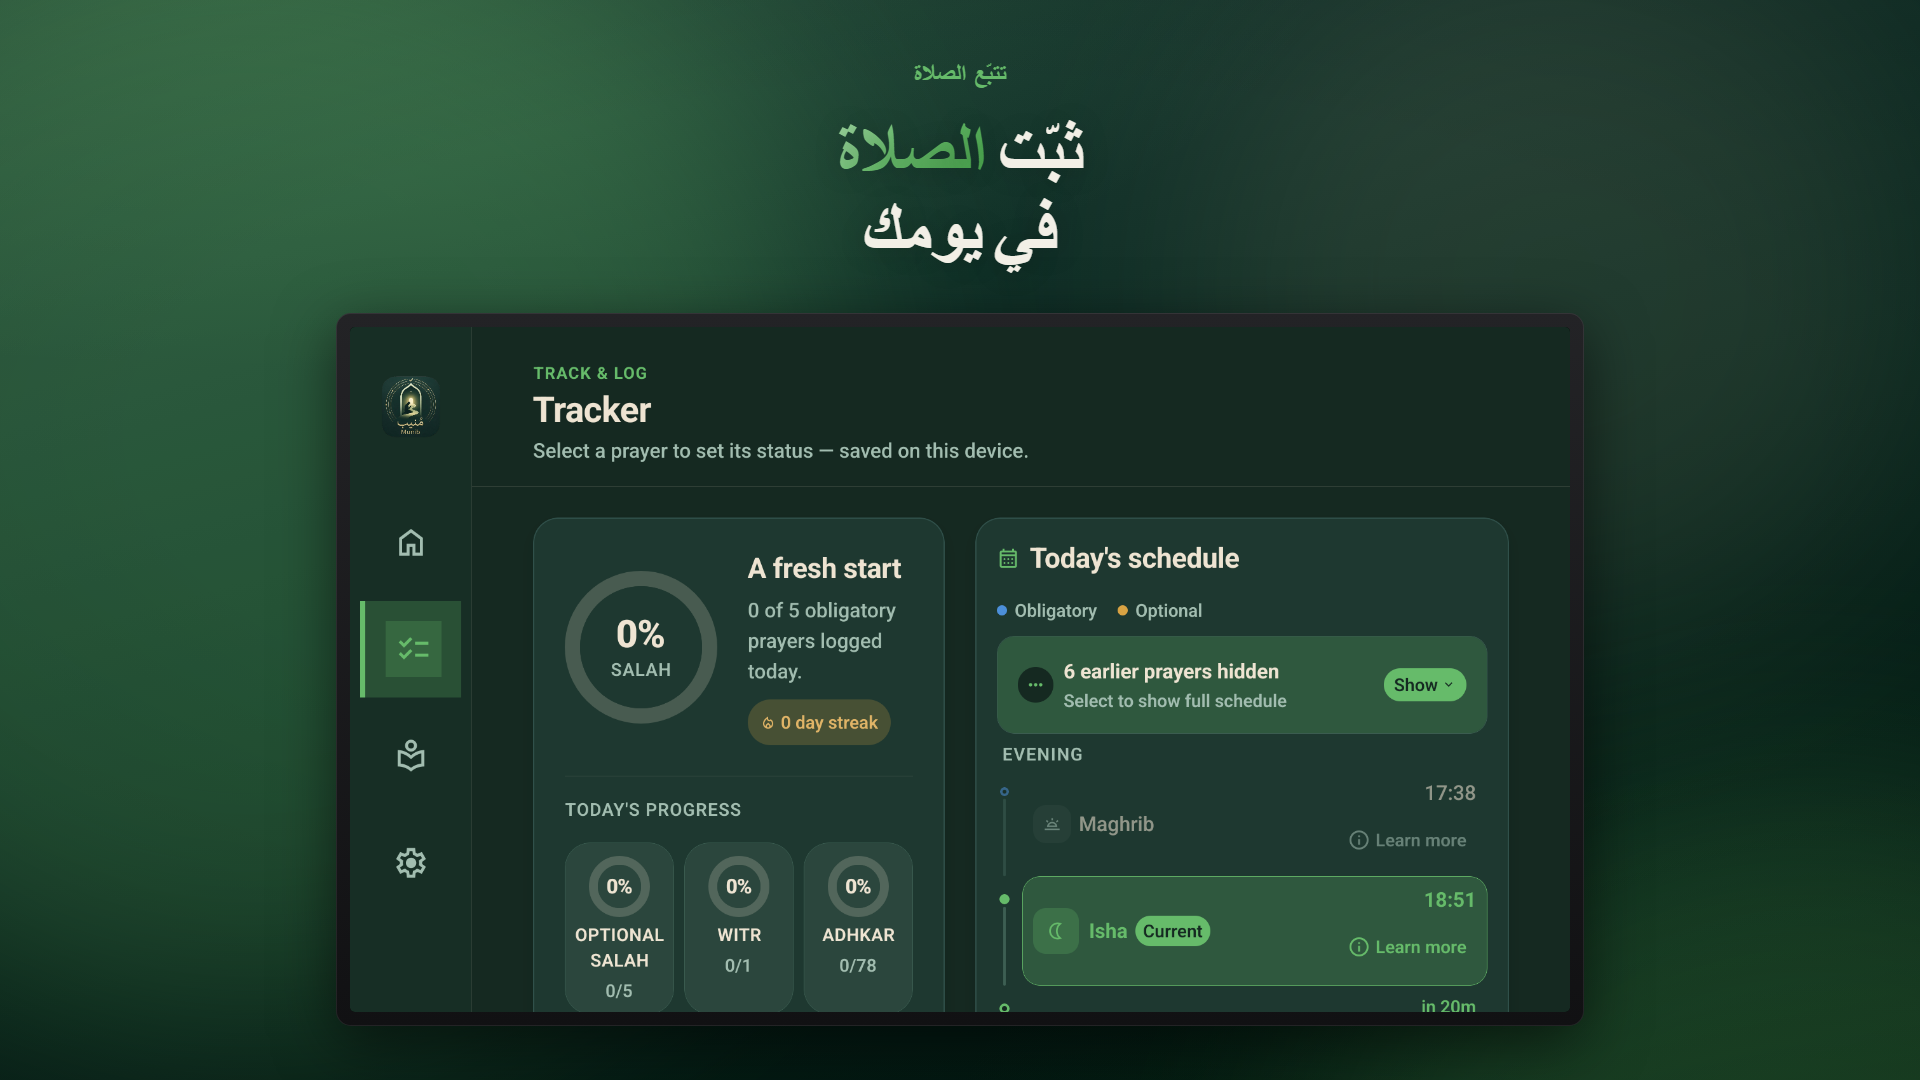 تتبّع الصلاة
ثبّت الصلاة
في يومك
منيب
Munib
TRACK & LOG
Tracker
Select a prayer to set its status — saved on this device.
0%
SALAH
A fresh start
0 of 5 obligatory
prayers logged
today.
0 day streak
TODAY'S PROGRESS
0%
OPTIONAL
SALAH
0/5
0%
WITR
0/1
0%
ADHKAR
0/78
Today's schedule
Obligatory
Optional
6 earlier prayers hidden
Select to show full schedule
Show
EVENING
17:38
Maghrib
Learn more
18:51
Isha
Current
Learn more
in 20m